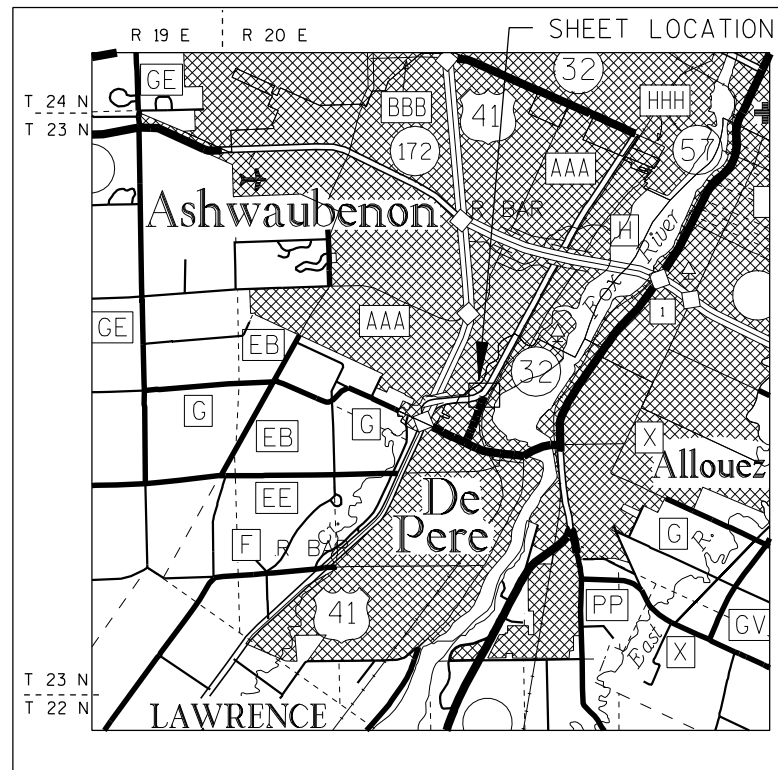 R 19 E
R 20 E
SHEET LOCATION
GE
32
T 24 N
BBB
41
HHH
T 23 N
172
57
AAA
Ashwaubenon
R BAR
H
Fox River
1
GE
AAA
EB
32
G
G
EB
X
Allouez
De
Pere
EE
Ck.
F
R BAR
G
R.
PP
41
GV
East
X
T 23 N
T 22 N
LAWRENCE